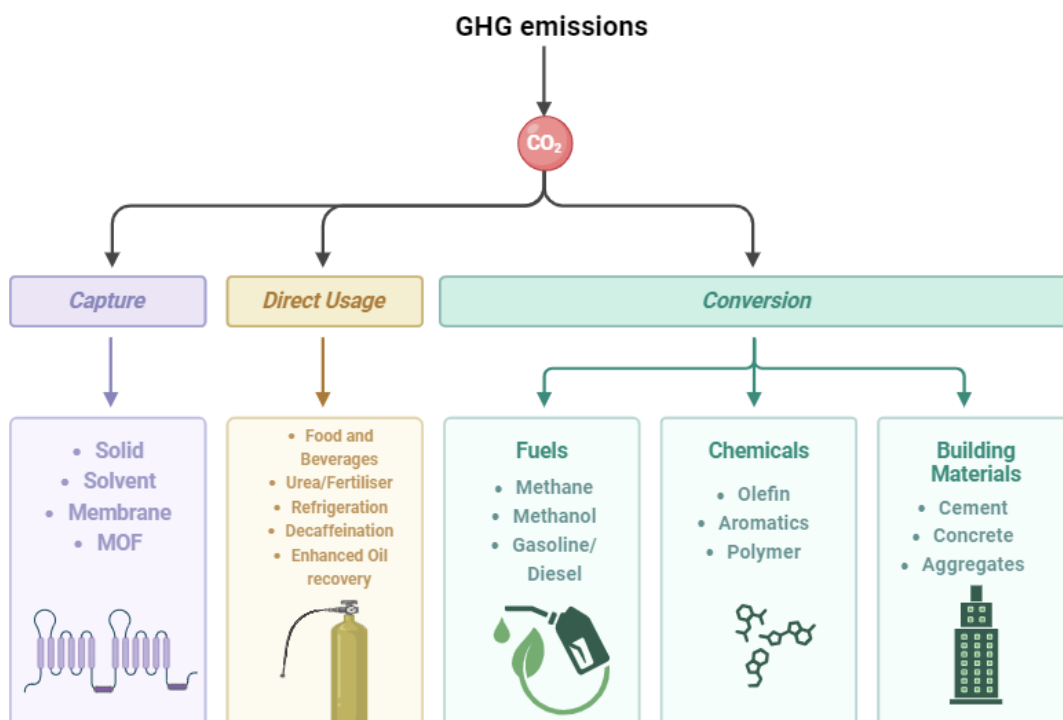 GHG emissions
CO₂
Capture
Direct Usage
Conversion
• Solid
• Solvent
• Membrane
• MOF
• Food and
Beverages
• Urea/Fertiliser
• Refrigeration
• Decaffeination
• Enhanced Oil
recovery
Fuels
• Methane
• Methanol
• Gasoline/
Diesel
Chemicals
• Olefin
• Aromatics
• Polymer
Building
Materials
• Cement
• Concrete
• Aggregates